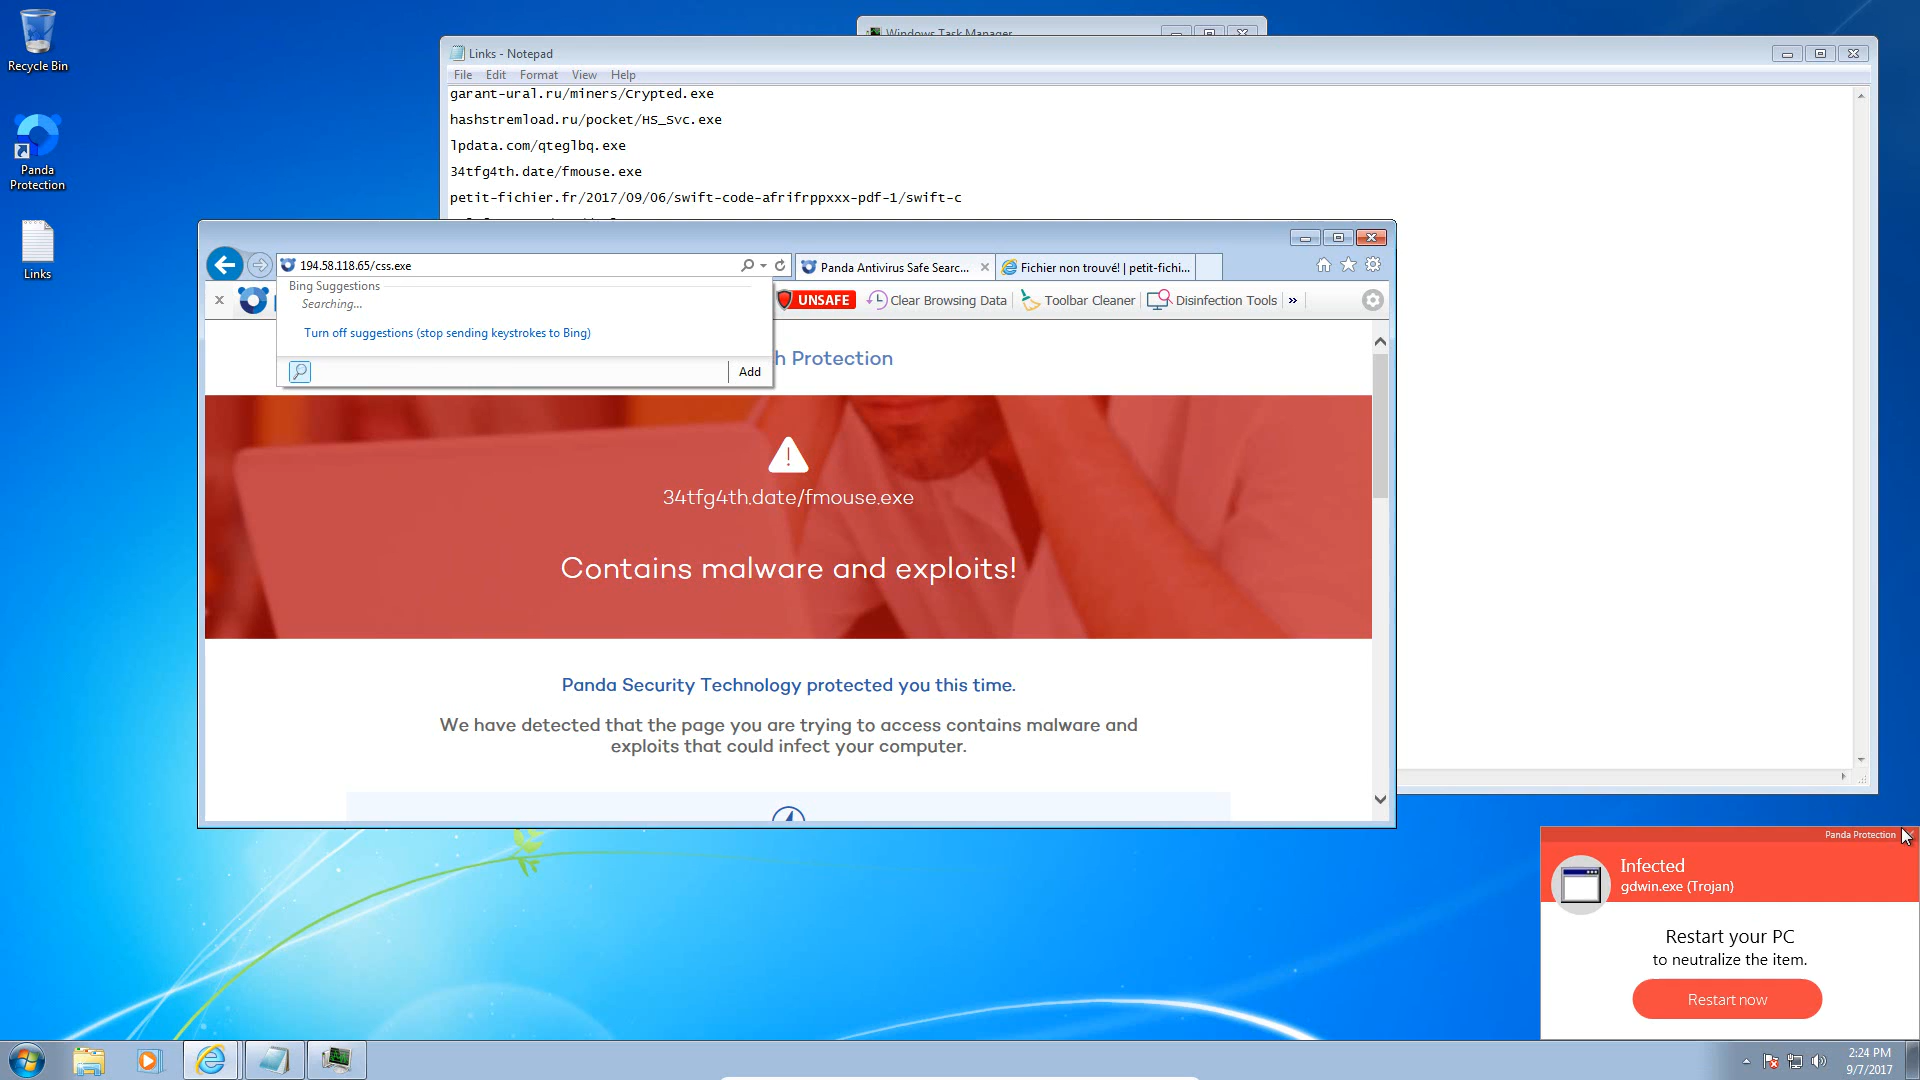 Recycle Bin
Panda
Protection
Links
Windows Task Manager
Links - Notepad
File Edit Format View Help
garant-ural.ru/miners/Crypted.exe
hashstremload.ru/pocket/HS_Svc.exe
lpdata.com/qteglbq.exe
34tfg4th.date/fmouse.exe
petit-fichier.fr/2017/09/06/swift-code-afrifrppxxx-pdf-1/swift-c
194.58.118.65/css.exe
Panda Antivirus Safe Searc...
Fichier non trouvé! | petit-fichi...
Bing Suggestions
Searching...
Turn off suggestions (stop sending keystrokes to Bing)
Add
UNSAFE
Clear Browsing Data
Toolbar Cleaner
Disinfection Tools »
h Protection
34tfg4th.date/fmouse.exe
Contains malware and exploits!
Panda Security Technology protected you this time.
We have detected that the page you are trying to access contains malware and
exploits that could infect your computer.
Panda Protection
Infected
gdwin.exe (Trojan)
Restart your PC
to neutralize the item.
Restart now
2:24 PM
9/7/2017